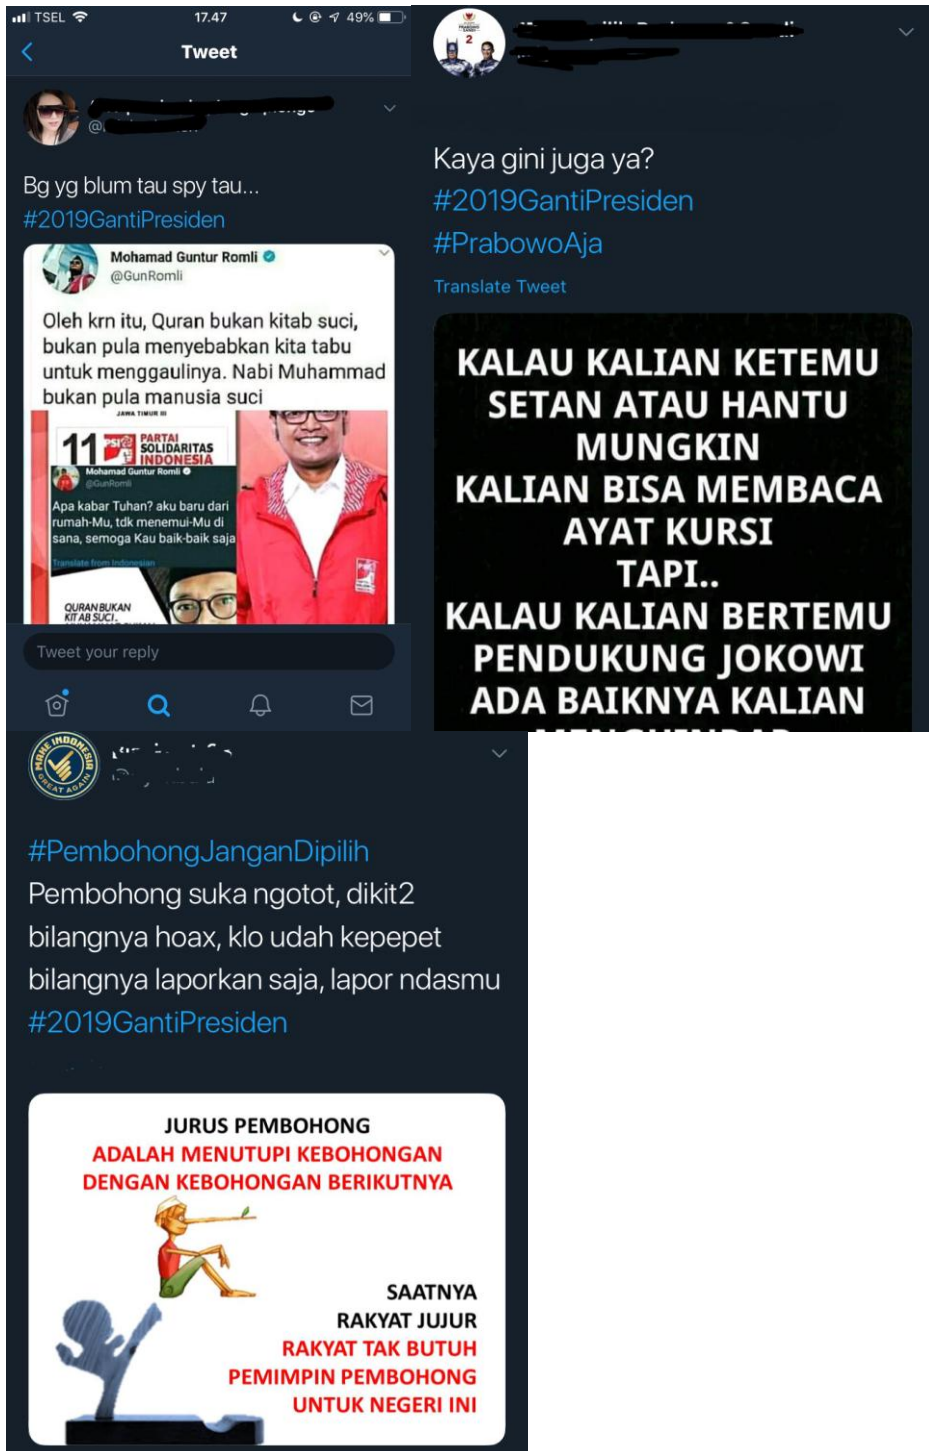 TSEL 17.47 49%
Tweet
Bg yg blum tau spy tau...
#2019GantiPresiden
Mohamad Guntur Romli
@GunRomli
Oleh krn itu, Quran bukan kitab suci,
bukan pula menyebabkan kita tabu
untuk menggaulinya. Nabi Muhammad
bukan pula manusia suci
JAWA TIMUR III
11 PSI PARTAI
SOLIDARITAS
INDONESIA
Mohamad Guntur Romli
@GunRomli
Apa kabar Tuhan? aku baru dari
rumah-Mu, tdk menemui-Mu di
sana, semoga Kau baik-baik saja
Translate from Indonesian
QURAN BUKAN
KITAB SUCI..
Tweet your reply
2
Kaya gini juga ya?
#2019GantiPresiden
#PrabowoAja
Translate Tweet
KALAU KALIAN KETEMU
SETAN ATAU HANTU
MUNGKIN
KALIAN BISA MEMBACA
AYAT KURSI
TAPI..
KALAU KALIAN BERTEMU
PENDUKUNG JOKOWI
ADA BAIKNYA KALIAN
MAKE INDONESIA
GREAT AGAIN
#PembohongJanganDipilih
Pembohong suka ngotot, dikit2
bilangnya hoax, klo udah kepepet
bilangnya laporkan saja, lapor ndasmu
#2019GantiPresiden
JURUS PEMBOHONG
ADALAH MENUTUPI KEBOHONGAN
DENGAN KEBOHONGAN BERIKUTNYA
SAATNYA
RAKYAT JUJUR
RAKYAT TAK BUTUH
PEMIMPIN PEMBOHONG
UNTUK NEGERI INI